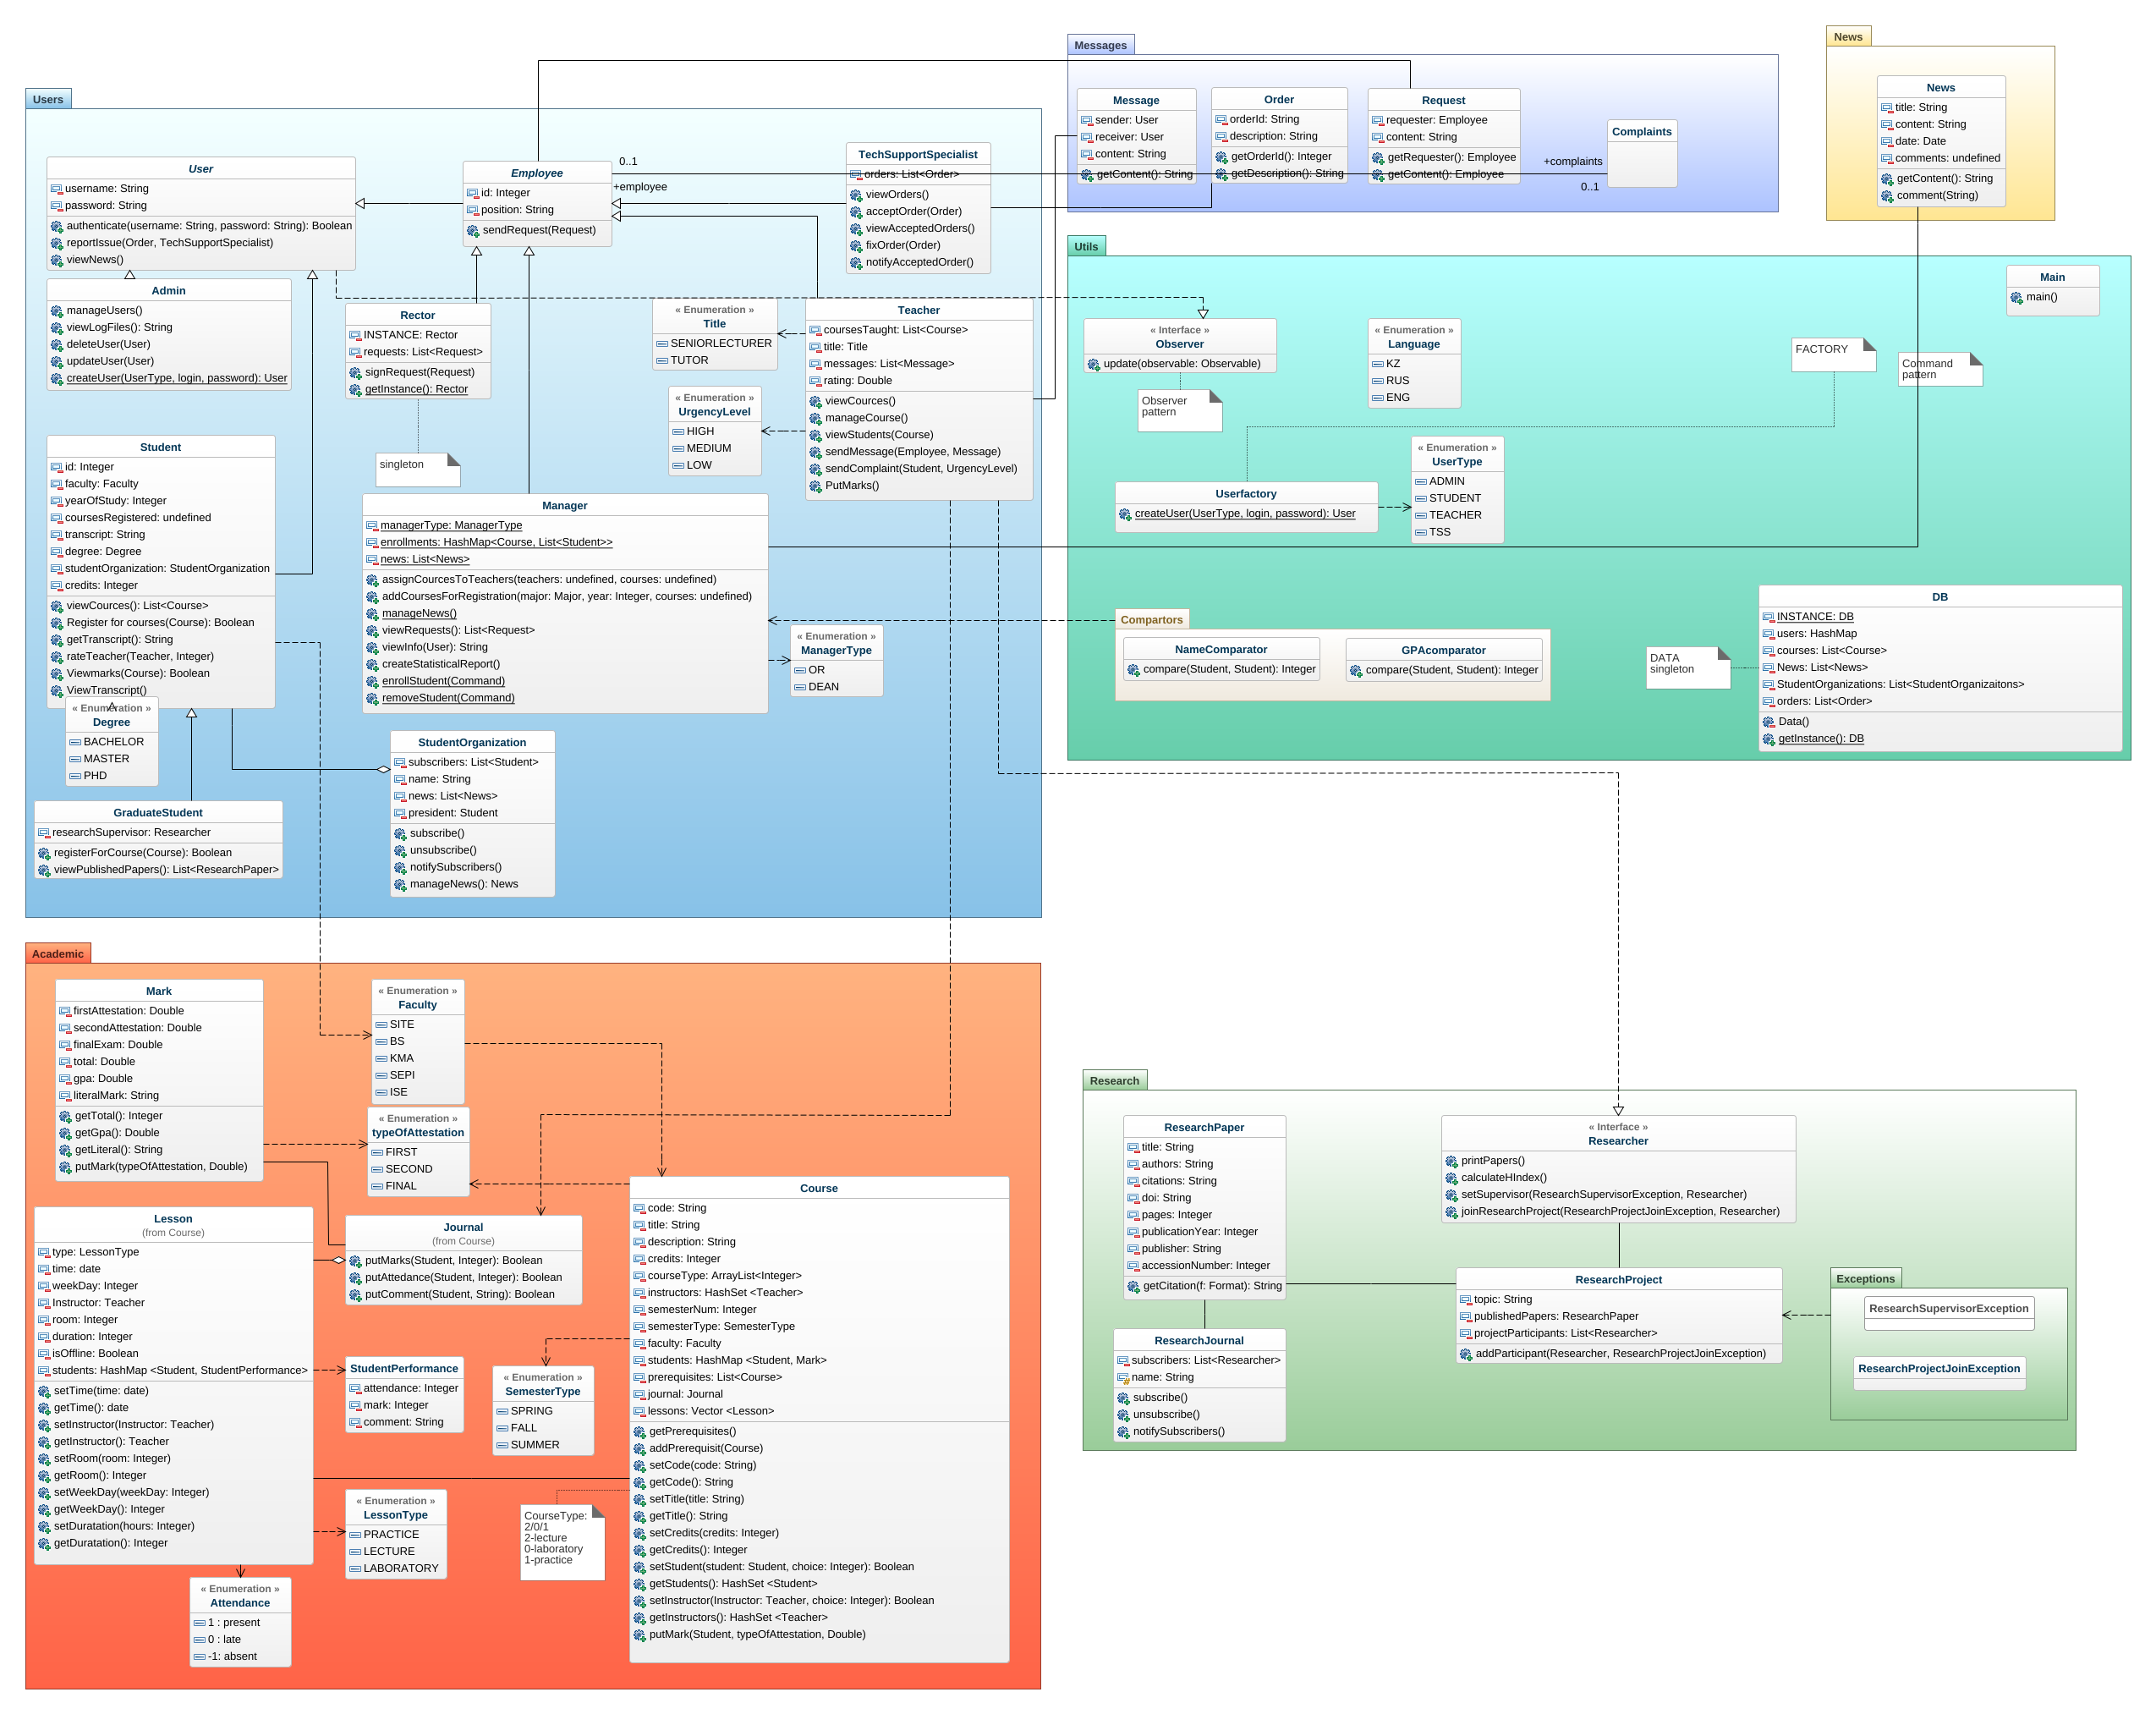 Users
User
username: String
password: String
authenticate(username: String, password: String): Boolean
reportIssue(Order, TechSupportSpecialist)
viewNews()
Employee
id: Integer
position: String
sendRequest(Request)
0..1
+employee
TechSupportSpecialist
orders: List<Order>
viewOrders()
acceptOrder(Order)
viewAcceptedOrders()
fixOrder(Order)
notifyAcceptedOrder()
Admin
manageUsers()
viewLogFiles(): String
deleteUser(User)
updateUser(User)
createUser(UserType, login, password): User
Rector
INSTANCE: Rector
requests: List<Request>
signRequest(Request)
getInstance(): Rector
singleton
« Enumeration »
Title
SENIORLECTURER
TUTOR
« Enumeration »
UrgencyLevel
HIGH
MEDIUM
LOW
Teacher
coursesTaught: List<Course>
title: Title
messages: List<Message>
rating: Double
viewCources()
manageCourse()
viewStudents(Course)
sendMessage(Employee, Message)
sendComplaint(Student, UrgencyLevel)
PutMarks()
Student
id: Integer
faculty: Faculty
yearOfStudy: Integer
coursesRegistered: undefined
transcript: String
degree: Degree
studentOrganization: StudentOrganization
credits: Integer
viewCources(): List<Course>
Register for courses(Course): Boolean
getTranscript(): String
rateTeacher(Teacher, Integer)
Viewmarks(Course): Boolean
ViewTranscript()
Manager
managerType: ManagerType
enrollments: HashMap<Course, List<Student>>
news: List<News>
assignCourcesToTeachers(teachers: undefined, courses: undefined)
addCoursesForRegistration(major: Major, year: Integer, courses: undefined)
manageNews()
viewRequests(): List<Request>
viewInfo(User): String
createStatisticalReport()
enrollStudent(Command)
removeStudent(Command)
« Enumeration »
ManagerType
OR
DEAN
« Enumeration »
Degree
BACHELOR
MASTER
PHD
StudentOrganization
subscribers: List<Student>
name: String
news: List<News>
president: Student
subscribe()
unsubscribe()
notifySubscribers()
manageNews(): News
GraduateStudent
researchSupervisor: Researcher
registerForCourse(Course): Boolean
viewPublishedPapers(): List<ResearchPaper>
Messages
Message
sender: User
receiver: User
content: String
getContent(): String
Order
orderId: String
description: String
getOrderId(): Integer
getDescription(): String
Request
requester: Employee
content: String
getRequester(): Employee
getContent(): Employee
Complaints
+complaints
0..1
News
News
title: String
content: String
date: Date
comments: undefined
getContent(): String
comment(String)
Utils
Main
main()
« Interface »
Observer
update(observable: Observable)
Observer
pattern
« Enumeration »
Language
KZ
RUS
ENG
FACTORY
Command
pattern
« Enumeration »
UserType
ADMIN
STUDENT
TEACHER
TSS
Userfactory
createUser(UserType, login, password): User
Compartors
NameComparator
compare(Student, Student): Integer
GPAcomparator
compare(Student, Student): Integer
DATA
singleton
DB
INSTANCE: DB
users: HashMap
courses: List<Course>
News: List<News>
StudentOrganizations: List<StudentOrganizaitons>
orders: List<Order>
Data()
getInstance(): DB
Academic
Mark
firstAttestation: Double
secondAttestation: Double
finalExam: Double
total: Double
gpa: Double
literalMark: String
getTotal(): Integer
getGpa(): Double
getLiteral(): String
putMark(typeOfAttestation, Double)
« Enumeration »
Faculty
SITE
BS
KMA
SEPI
ISE
« Enumeration »
typeOfAttestation
FIRST
SECOND
FINAL
Lesson
(from Course)
type: LessonType
time: date
weekDay: Integer
Instructor: Teacher
room: Integer
duration: Integer
isOffline: Boolean
students: HashMap <Student, StudentPerformance>
setTime(time: date)
getTime(): date
setInstructor(Instructor: Teacher)
getInstructor(): Teacher
setRoom(room: Integer)
getRoom(): Integer
setWeekDay(weekDay: Integer)
getWeekDay(): Integer
setDuratation(hours: Integer)
getDuratation(): Integer
Journal
(from Course)
putMarks(Student, Integer): Boolean
putAttedance(Student, Integer): Boolean
putComment(Student, String): Boolean
StudentPerformance
attendance: Integer
mark: Integer
comment: String
« Enumeration »
SemesterType
SPRING
FALL
SUMMER
« Enumeration »
LessonType
PRACTICE
LECTURE
LABORATORY
CourseType:
2/0/1
2-lecture
0-laboratory
1-practice
« Enumeration »
Attendance
1 : present
0 : late
-1: absent
Course
code: String
title: String
description: String
credits: Integer
courseType: ArrayList<Integer>
instructors: HashSet <Teacher>
semesterNum: Integer
semesterType: SemesterType
faculty: Faculty
students: HashMap <Student, Mark>
prerequisites: List<Course>
journal: Journal
lessons: Vector <Lesson>
getPrerequisites()
addPrerequisit(Course)
setCode(code: String)
getCode(): String
setTitle(title: String)
getTitle(): String
setCredits(credits: Integer)
getCredits(): Integer
setStudent(student: Student, choice: Integer): Boolean
getStudents(): HashSet <Student>
setInstructor(Instructor: Teacher, choice: Integer): Boolean
getInstructors(): HashSet <Teacher>
putMark(Student, typeOfAttestation, Double)
Research
ResearchPaper
title: String
authors: String
citations: String
doi: String
pages: Integer
publicationYear: Integer
publisher: String
accessionNumber: Integer
getCitation(f: Format): String
« Interface »
Researcher
printPapers()
calculateHIndex()
setSupervisor(ResearchSupervisorException, Researcher)
joinResearchProject(ResearchProjectJoinException, Researcher)
ResearchProject
topic: String
publishedPapers: ResearchPaper
projectParticipants: List<Researcher>
addParticipant(Researcher, ResearchProjectJoinException)
Exceptions
ResearchSupervisorException
ResearchProjectJoinException
ResearchJournal
subscribers: List<Researcher>
name: String
subscribe()
unsubscribe()
notifySubscribers()